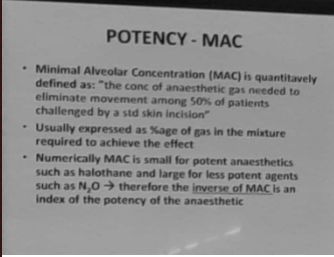 POTENCY - MAC
• Minimal Alveolar Concentration (MAC) is quantitavely
defined as: "the conc of anaesthetic gas needed to
eliminate movement among 50% of patients
challenged by a std skin incision"
• Usually expressed as %age of gas in the mixture
required to achieve the effect
• Numerically MAC is small for potent anaesthetics
such as halothane and large for less potent agents
such as N₂O → therefore the inverse of MAC is an
index of the potency of the anaesthetic